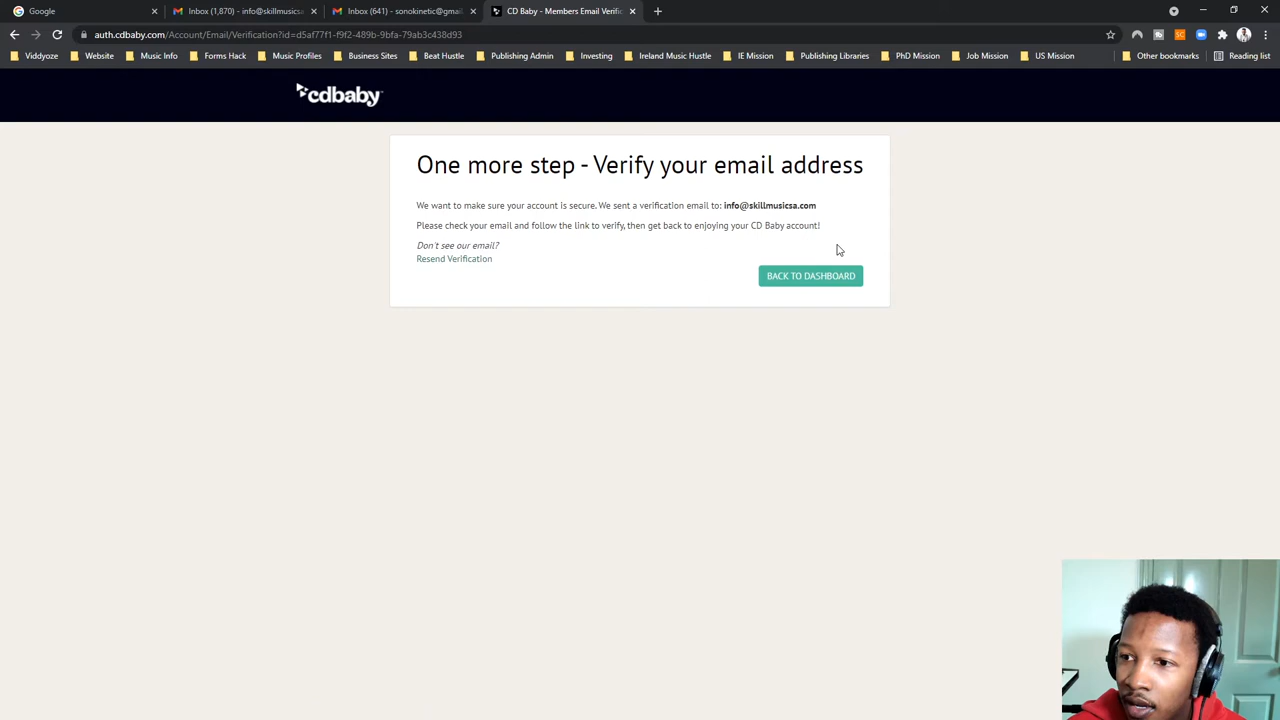 Google
Inbox (1,870) - info@skillmusics
Inbox (641) - sonokinetic@gmail
CD Baby - Members Email Verific
auth.cdbaby.com/Account/Email/Verification?id=d5af77f1-f9f2-489b-9bfa-79ab3c438d93
Viddyoze
Website
Music Info
Forms Hack
Music Profiles
Business Sites
Beat Hustle
Publishing Admin
Investing
Ireland Music Hustle
IE Mission
Publishing Libraries
PhD Mission
Job Mission
US Mission
Other bookmarks
Reading list
cdbaby
One more step - Verify your email address
We want to make sure your account is secure. We sent a verification email to: info@skillmusicsa.com
Please check your email and follow the link to verify, then get back to enjoying your CD Baby account!
Don't see our email?
Resend Verification
BACK TO DASHBOARD